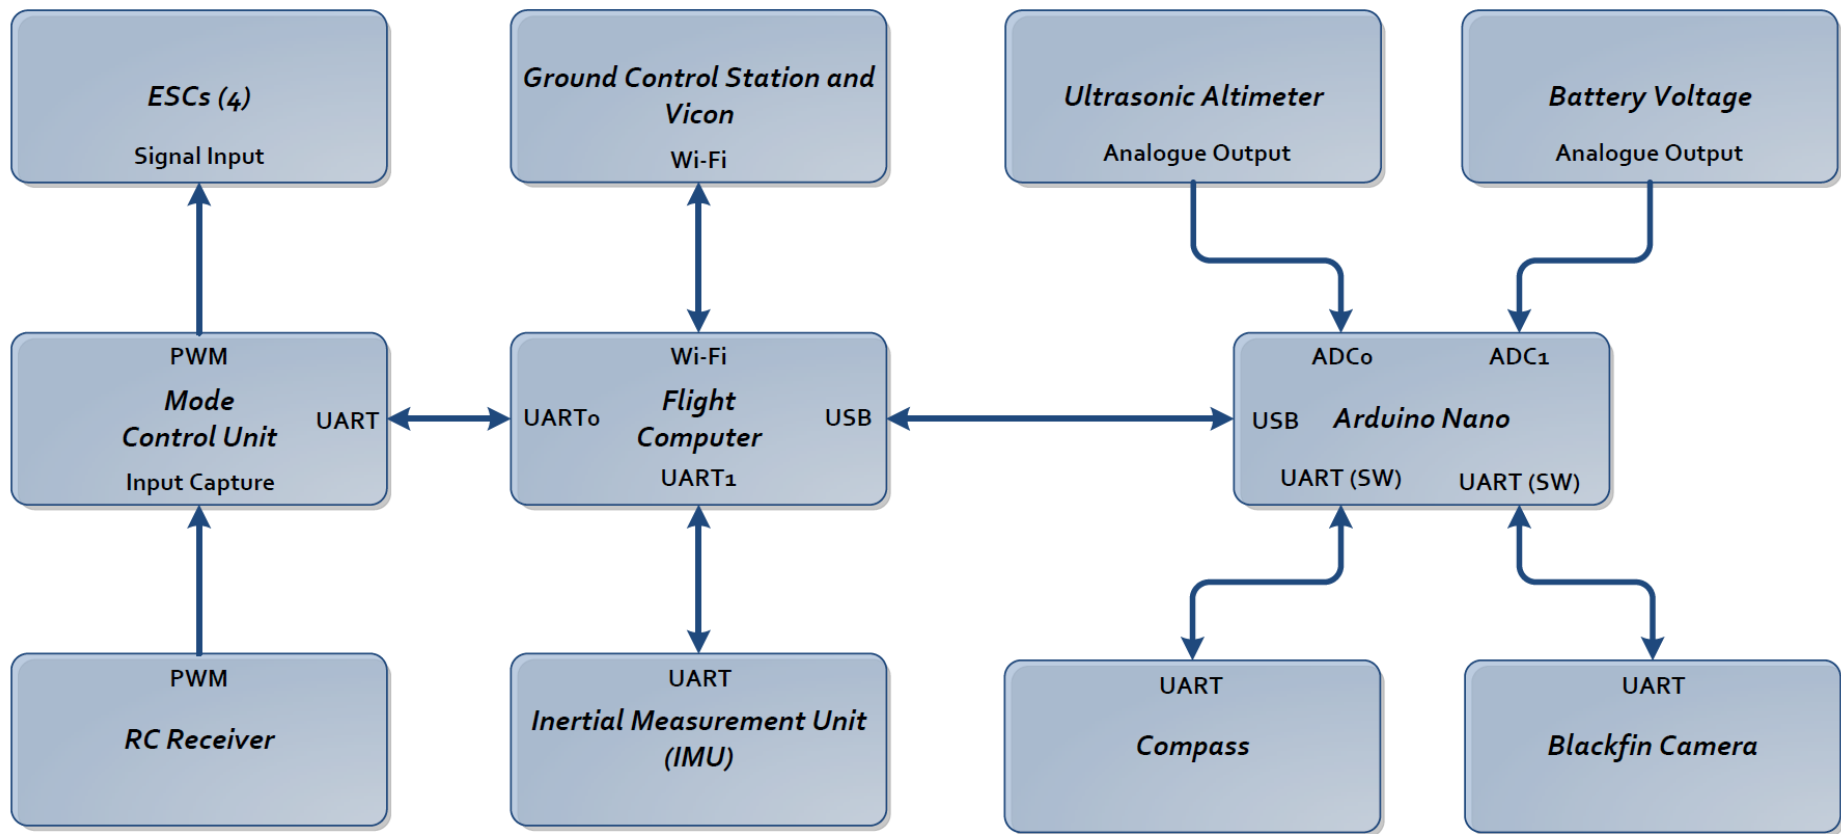 ESCs (4)
Signal Input
Ground Control Station and
Vicon
Wi-Fi
Ultrasonic Altimeter
Analogue Output
Battery Voltage
Analogue Output
PWM
Mode
Control Unit
UART
Input Capture
Wi-Fi
UART0
Flight
Computer
USB
UART1
ADC0
ADC1
USB
Arduino Nano
UART (SW)
UART (SW)
PWM
RC Receiver
UART
Inertial Measurement Unit
(IMU)
UART
Compass
UART
Blackfin Camera